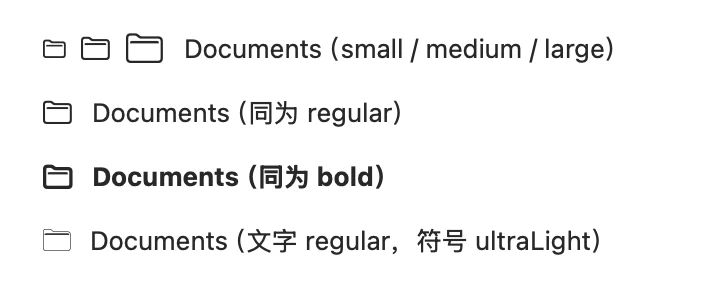 Documents（small / medium / large）
Documents（同为 regular）
Documents（同为 bold）
Documents（文字 regular，符号 ultraLight）